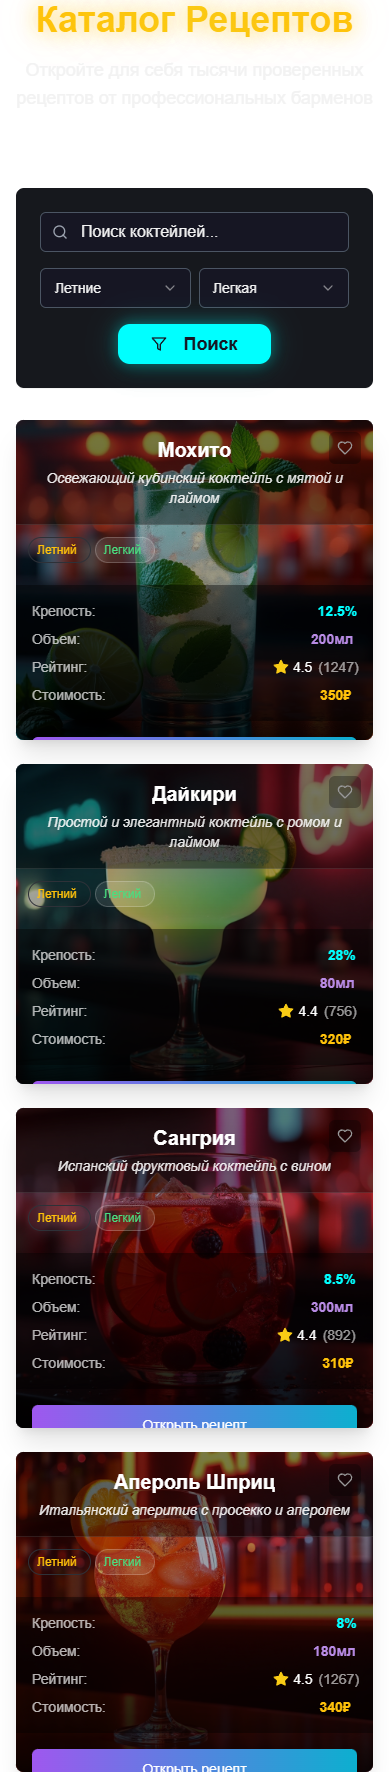 Каталог Рецептов
Откройте для себя тысячи проверенных
рецептов от профессиональных барменов
Поиск коктейлей...
Летние
Легкая
Поиск
Мохито
Освежающий кубинский коктейль с мятой и
лаймом
Летний
Легкий
Крепость: 12.5%
Объем: 200мл
Рейтинг: 4.5 (1247)
Стоимость: 350₽
Дайкири
Простой и элегантный коктейль с ромом и
лаймом
Летний
Легкий
Крепость: 28%
Объем: 80мл
Рейтинг: 4.4 (756)
Стоимость: 320₽
Сангрия
Испанский фруктовый коктейль с вином
Летний
Легкий
Крепость: 8.5%
Объем: 300мл
Рейтинг: 4.4 (892)
Стоимость: 310₽
Открыть рецепт
Апероль Шприц
Итальянский аперитив с просекко и аперолем
Летний
Легкий
Крепость: 8%
Объем: 180мл
Рейтинг: 4.5 (1267)
Стоимость: 340₽
Открыть рецепт